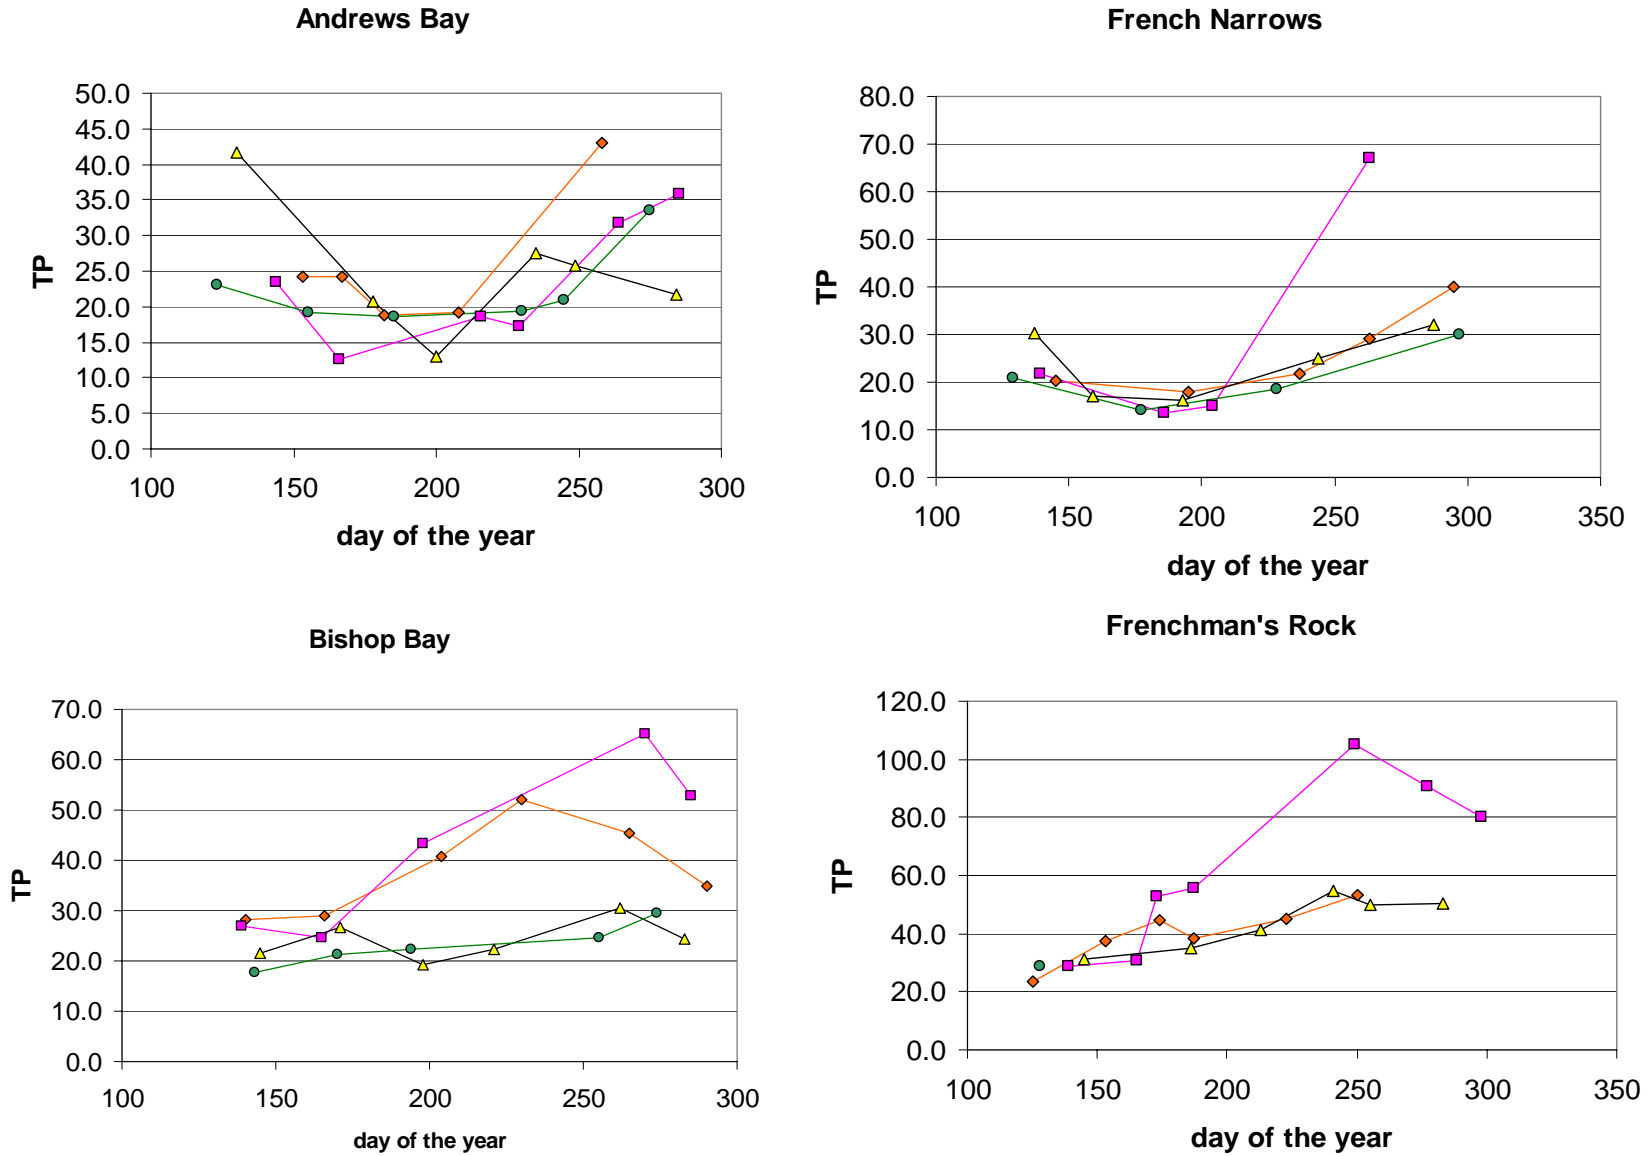 Andrews Bay
50.0
45.0
40.0
35.0
30.0
25.0
20.0
15.0
10.0
5.0
0.0
TP
100 150 200 250 300
day of the year
French Narrows
80.0
70.0
60.0
50.0
40.0
30.0
20.0
10.0
0.0
TP
100 150 200 250 300 350
day of the year
Bishop Bay
70.0
60.0
50.0
40.0
30.0
20.0
10.0
0.0
TP
100 150 200 250 300
day of the year
Frenchman's Rock
120.0
100.0
80.0
60.0
40.0
20.0
0.0
TP
100 150 200 250 300 350
day of the year